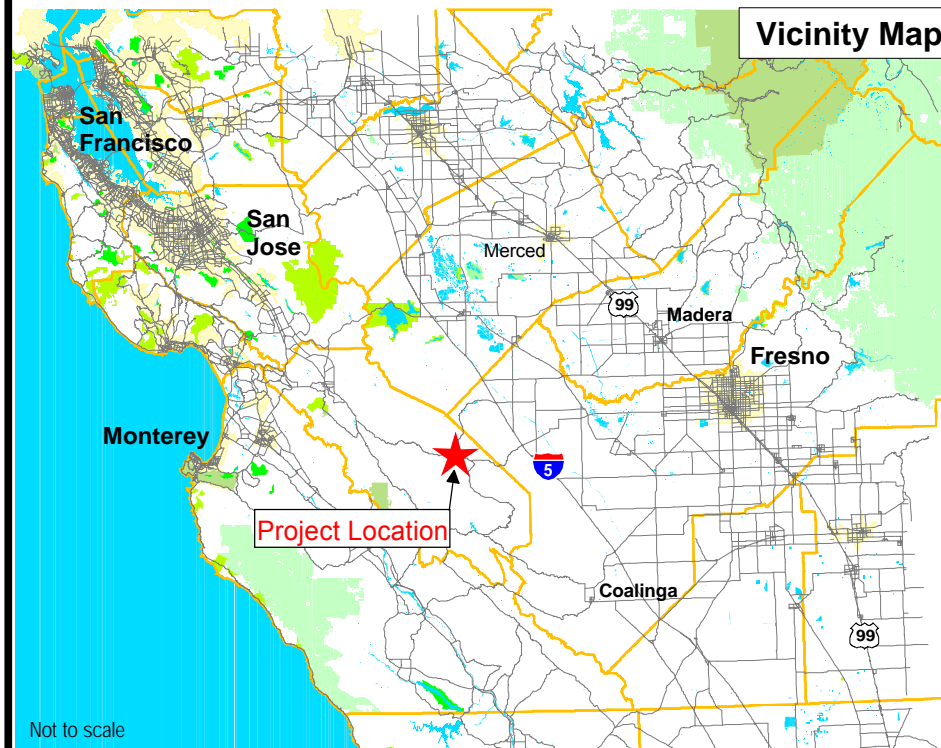 Vicinity Map
San
Francisco
San
Jose
Merced
99
Madera
Fresno
Monterey
5
Project Location
Coalinga
99
Not to scale